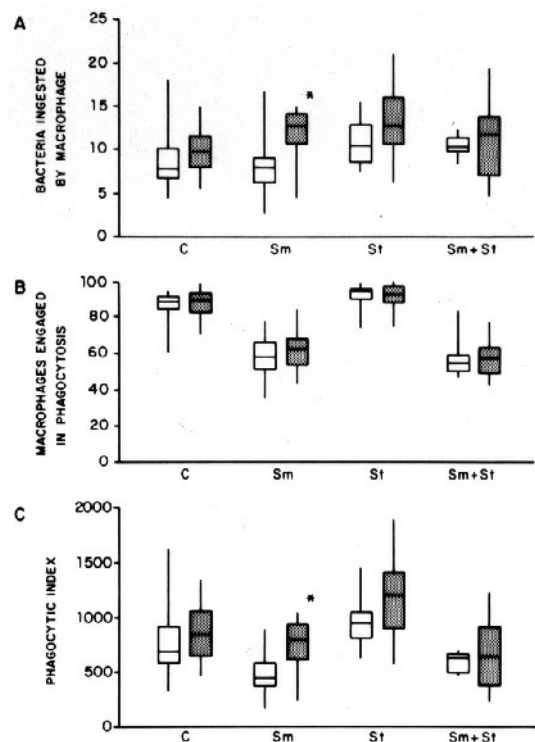 A
BACTERIA INGESTED
BY MACROPHAGE
25
20
15
10
5
0
*
C Sm St Sm+St
B
MACROPHAGES ENGAGED
IN PHAGOCYTOSIS
100
80
60
40
20
0
C Sm St Sm+St
C
PHAGOCYTIC INDEX
2000
1500
1000
500
0
*
C Sm St Sm+St